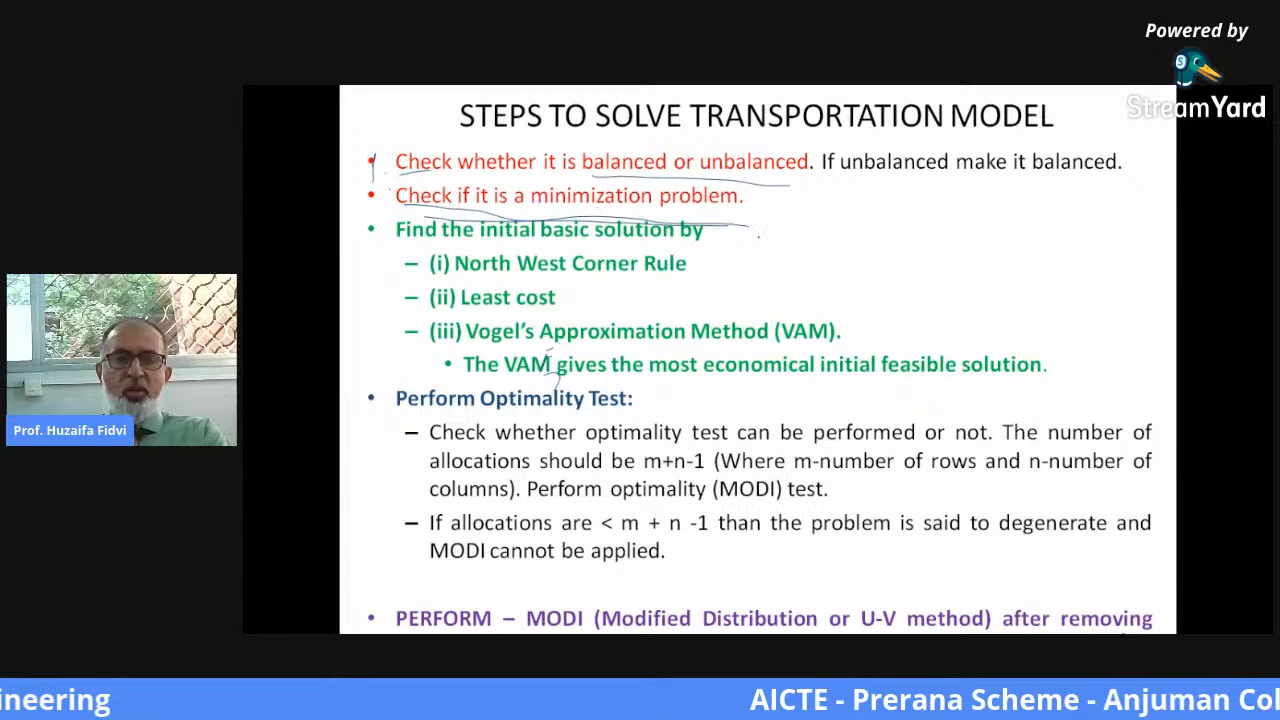 Powered by
StreamYard
STEPS TO SOLVE TRANSPORTATION MODEL
• Check whether it is balanced or unbalanced. If unbalanced make it balanced.
• Check if it is a minimization problem.
• Find the initial basic solution by
– (i) North West Corner Rule
– (ii) Least cost
– (iii) Vogel's Approximation Method (VAM).
• The VAM gives the most economical initial feasible solution.
• Perform Optimality Test:
– Check whether optimality test can be performed or not. The number of
allocations should be m+n-1 (Where m-number of rows and n-number of
columns). Perform optimality (MODI) test.
– If allocations are < m + n -1 than the problem is said to degenerate and
MODI cannot be applied.
• PERFORM – MODI (Modified Distribution or U-V method) after removing
Prof. Huzaifa Fidvi
ineering AICTE - Prerana Scheme - Anjuman Col